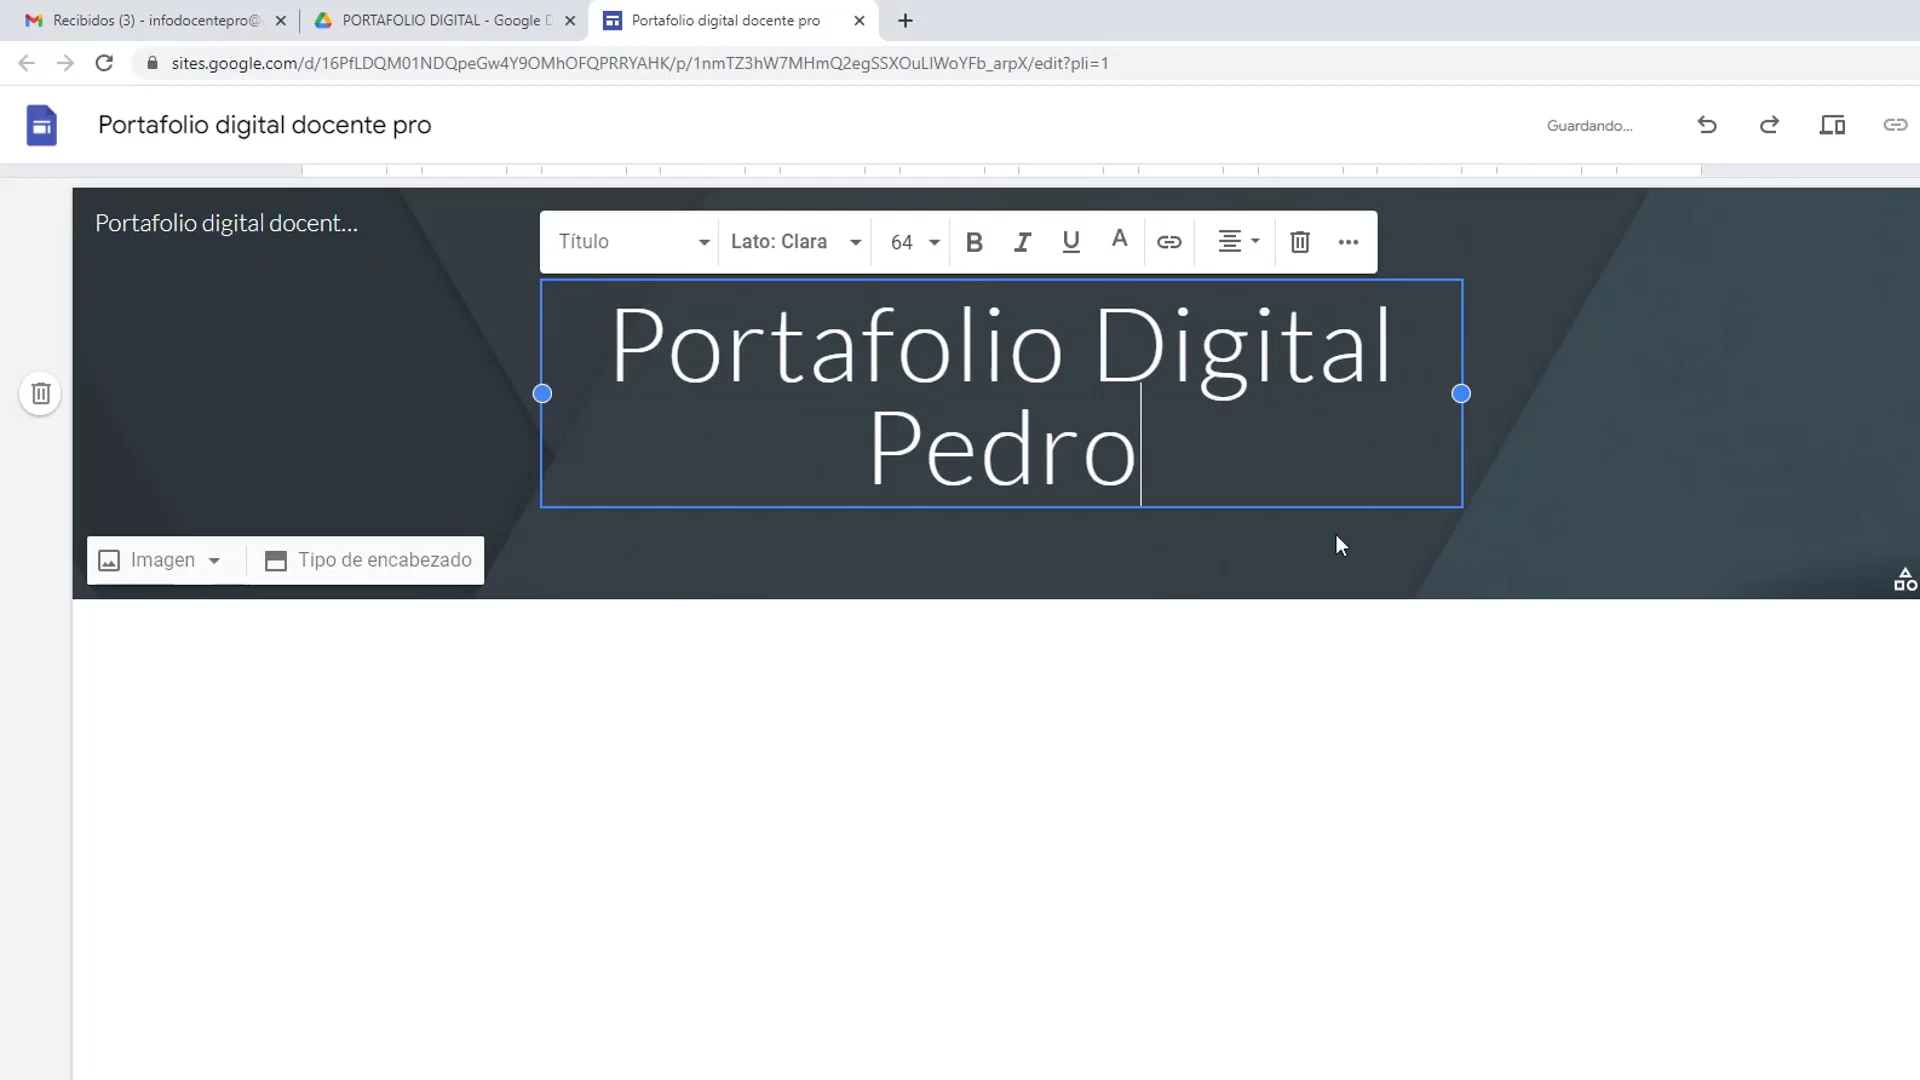 Recibidos (3) - infodocentepro@
PORTAFOLIO DIGITAL - Google D
Portafolio digital docente pro
sites.google.com/d/16PfLDQM01NDQpeGw4Y9OMhOFQPRRYAHK/p/1nmTZ3hW7MHmQ2egSSXOuLIWoYFb_arpX/edit?pli=1
Portafolio digital docente pro
Guardando...
Portafolio digital docent...
Título
Lato: Clara
64
B
I
U
A
Portafolio Digital
Pedro
Imagen
Tipo de encabezado